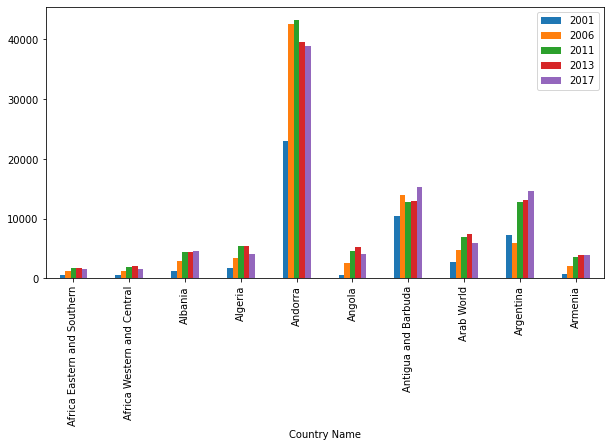 40000
30000
20000
10000
0
2001
2006
2011
2013
2017
Africa Eastern and Southern
Africa Western and Central
Albania
Algeria
Andorra
Angola
Antigua and Barbuda
Arab World
Argentina
Armenia
Country Name